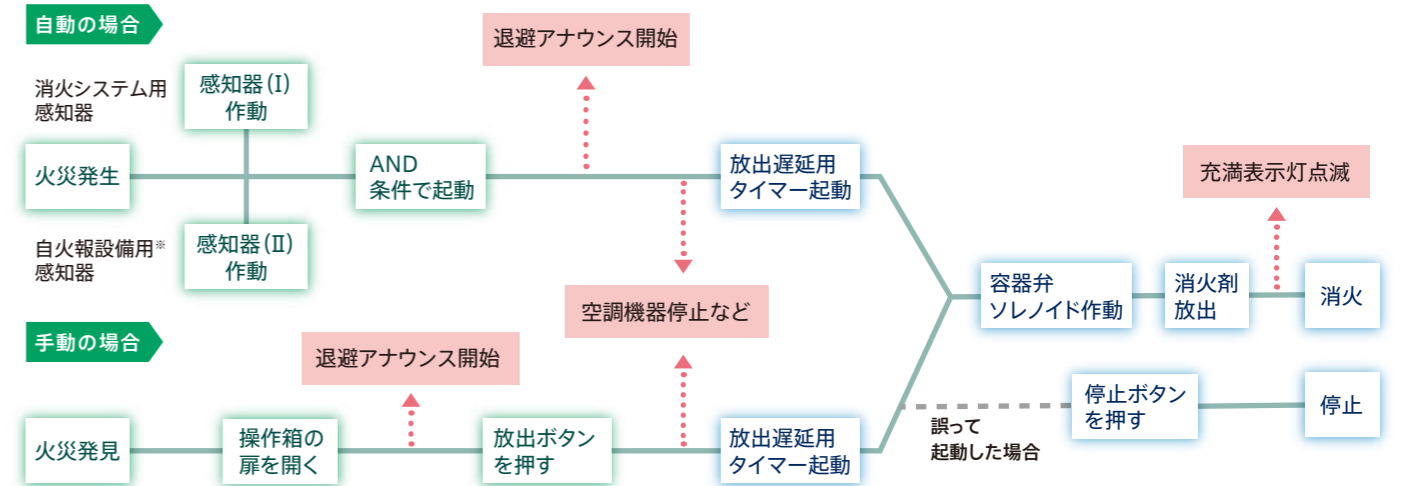 自動の場合
退避アナウンス開始
消火システム用
感知器
感知器(I)
作動
火災発生
AND
条件で起動
放出遅延用
タイマー起動
充満表示灯点滅
自火報設備用※
感知器
感知器(II)
作動
空調機器停止など
容器弁
ソレノイド作動
消火剤
放出
消火
手動の場合
退避アナウンス開始
火災発見
操作箱の
扉を開く
放出ボタン
を押す
放出遅延用
タイマー起動
誤って
起動した場合
停止ボタン
を押す
停止